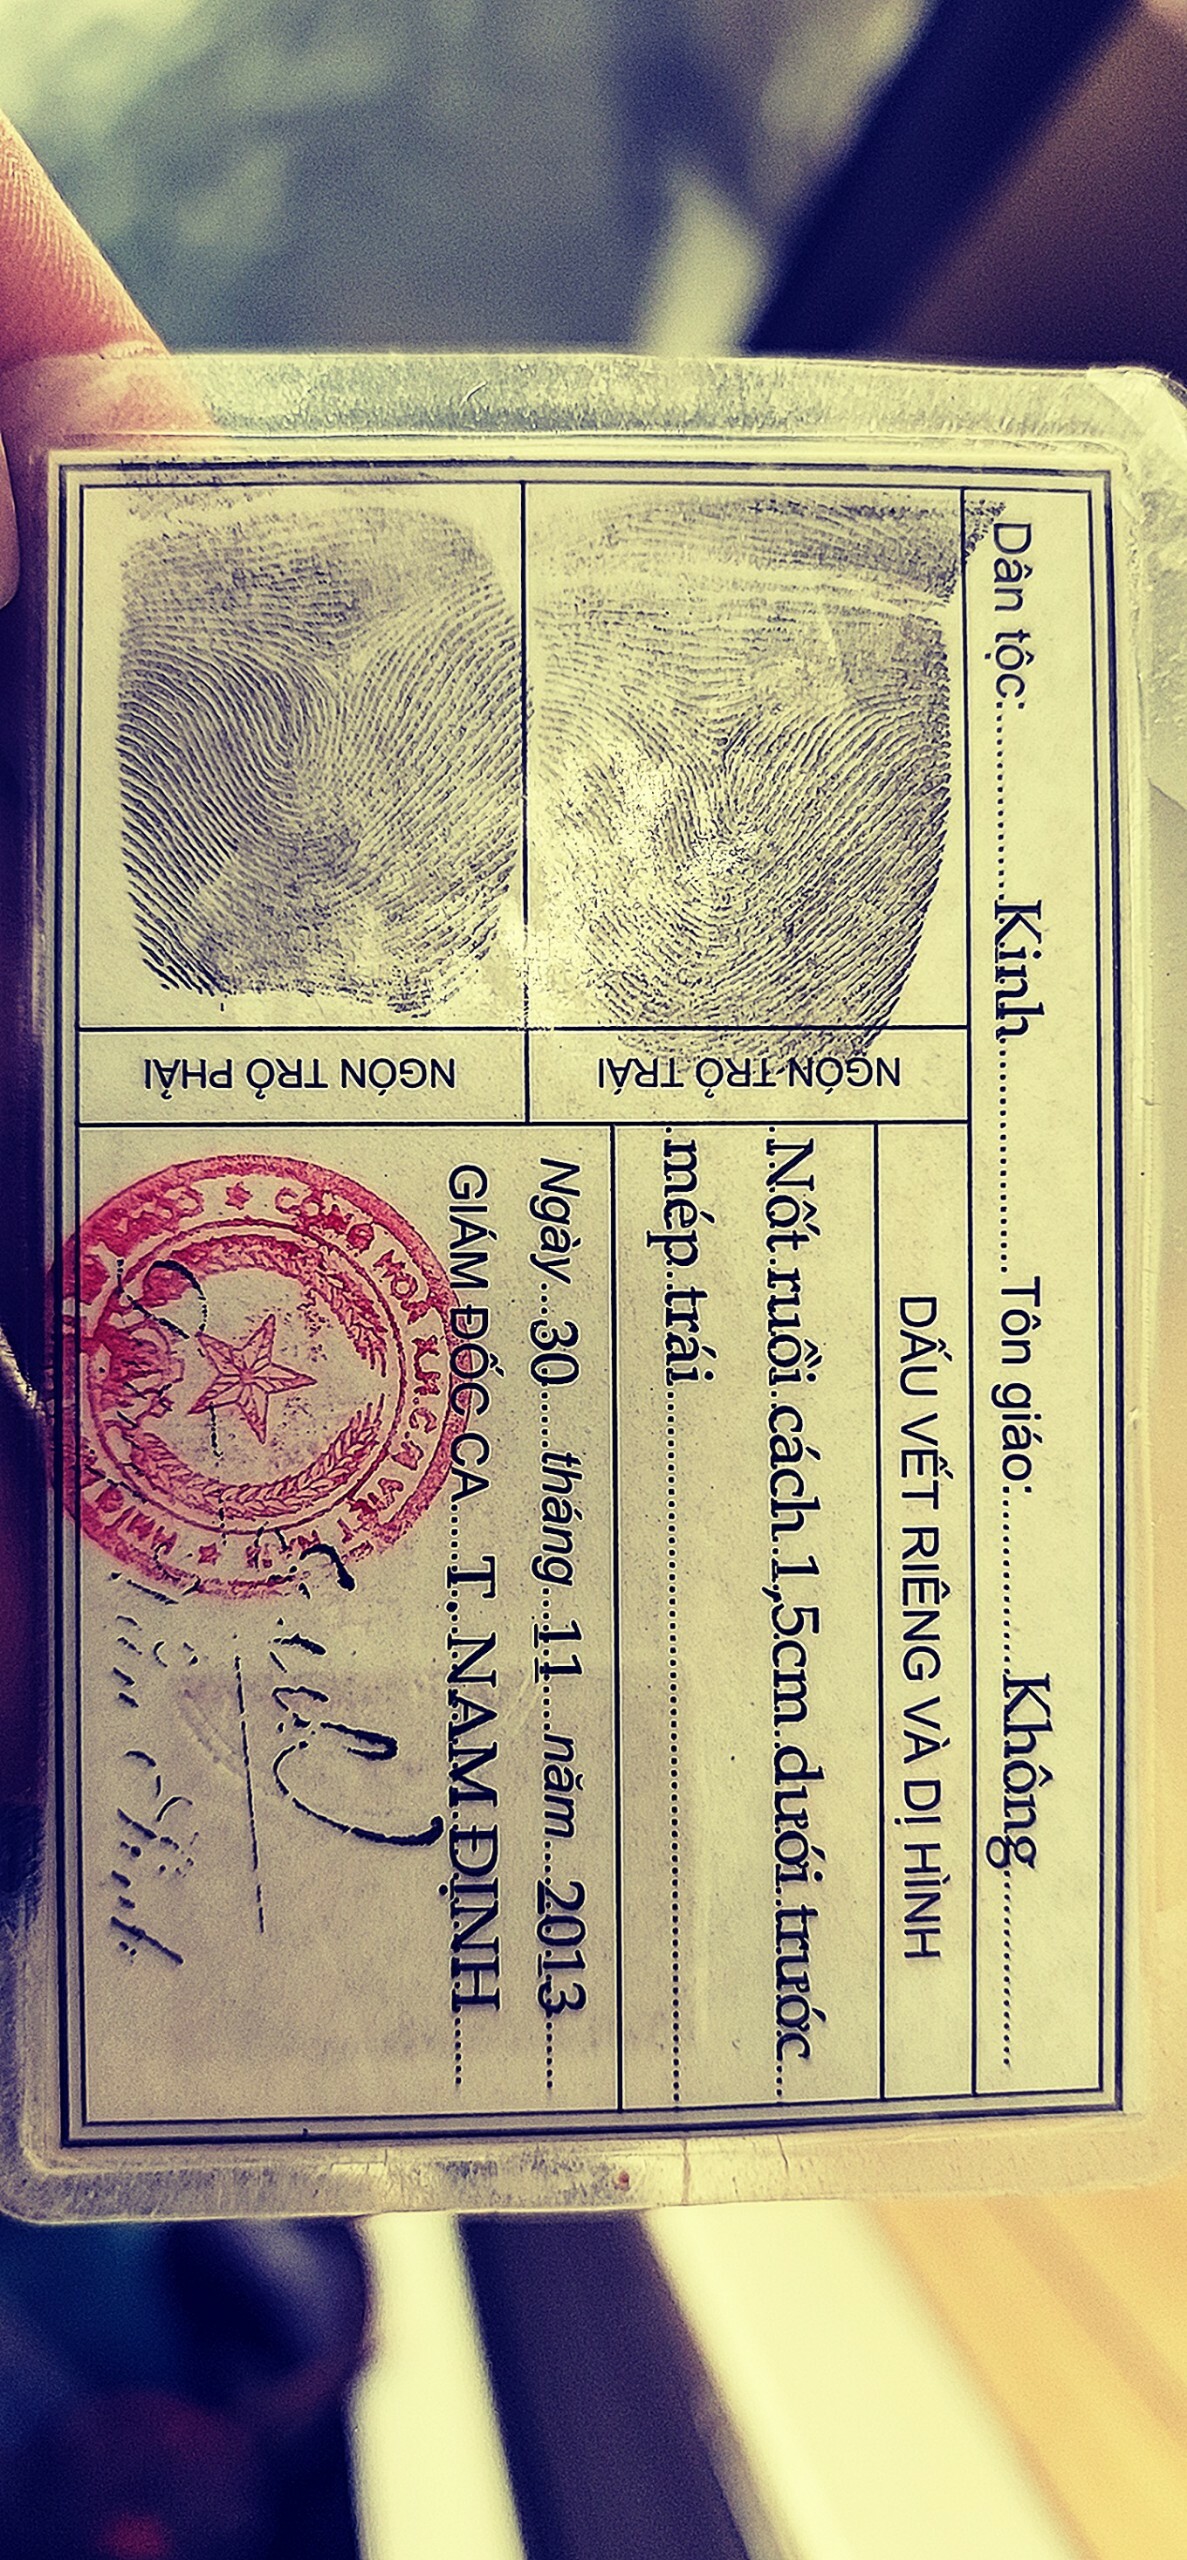 Dân tộc:...............Kinh.................... Tôn giáo:...............Không..................
NGÓN TRỎ TRÁI
NGÓN TRỎ PHẢI
DẤU VẾT RIÊNG VÀ DỊ HÌNH
Nốt ruồi cách 1,5cm dưới trước
mép trái
Ngày...30.....tháng...11....năm...2013
GIÁM ĐỐC CA.....T. NAM ĐỊNH